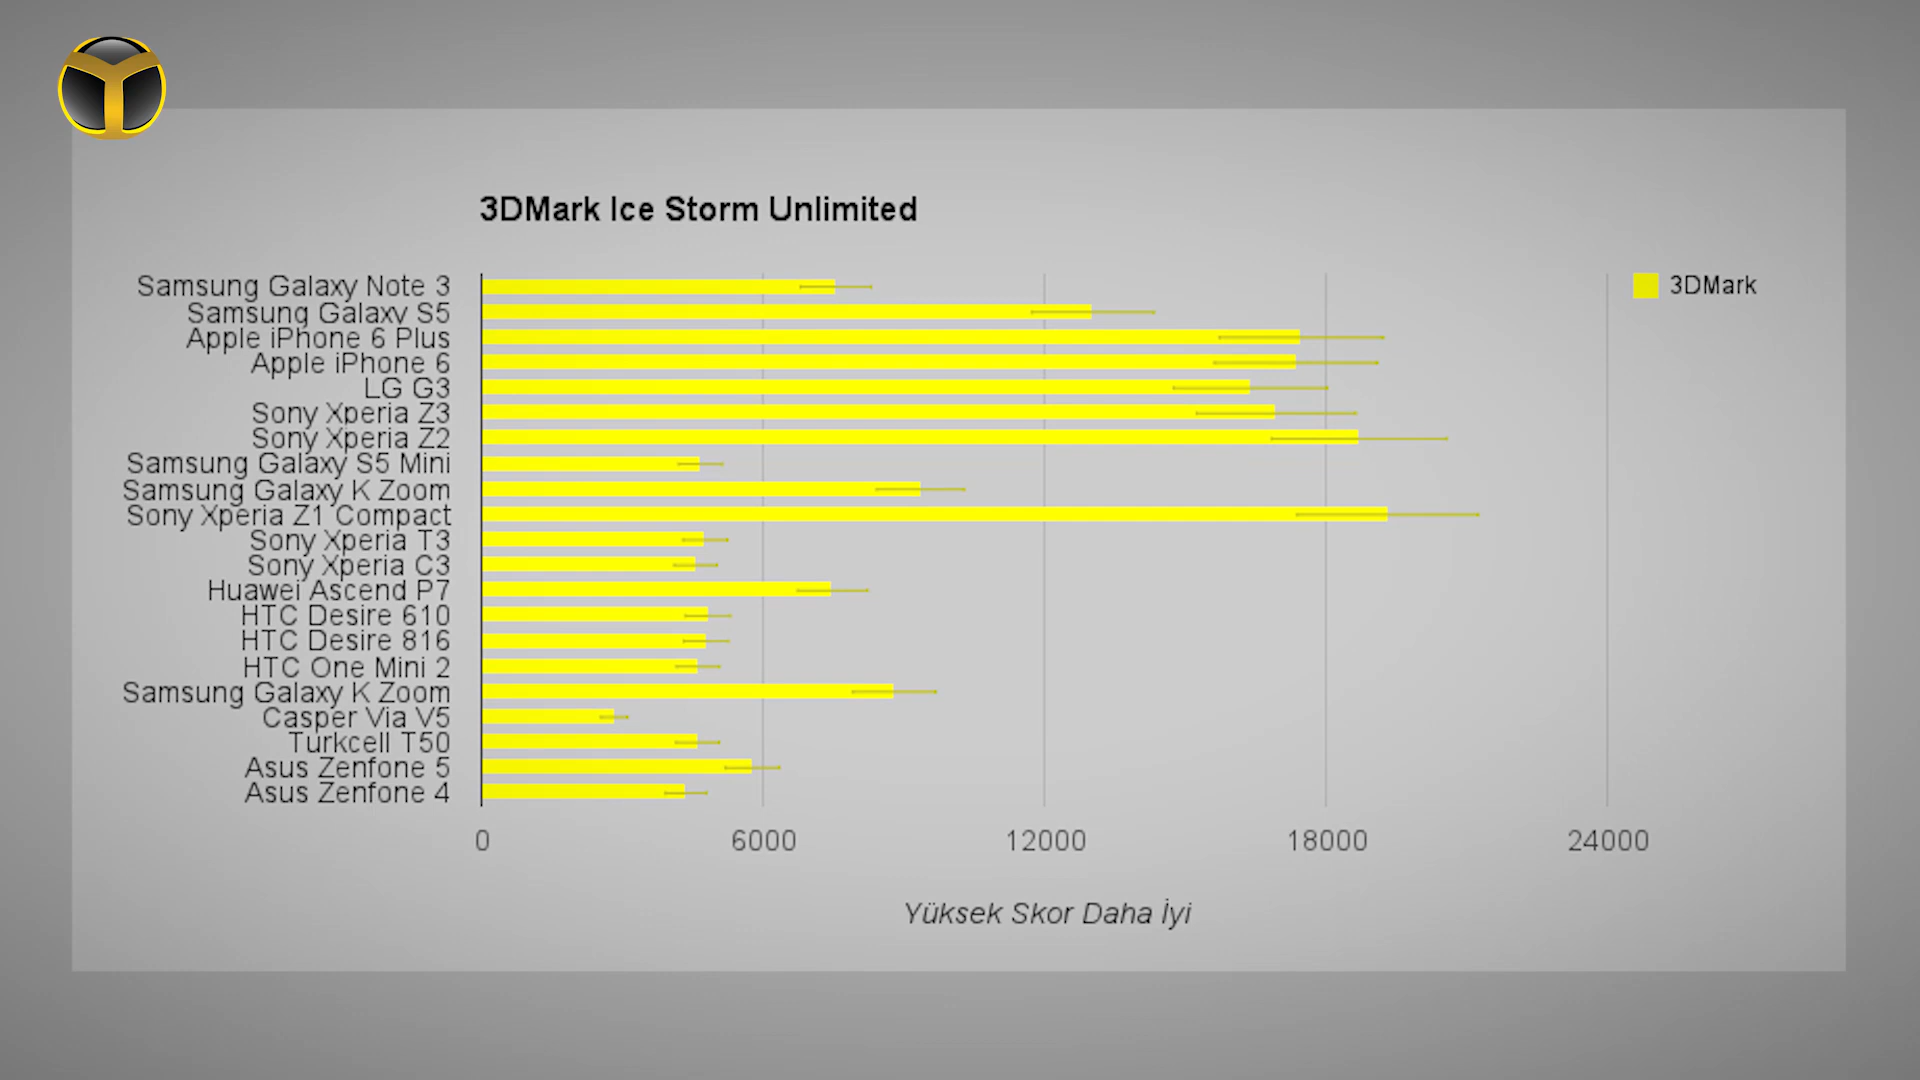 3DMark Ice Storm Unlimited
Samsung Galaxy Note 3
Samsung Galaxy S5
Apple iPhone 6 Plus
Apple iPhone 6
LG G3
Sony Xperia Z3
Sony Xperia Z2
Samsung Galaxy S5 Mini
Samsung Galaxy K Zoom
Sony Xperia Z1 Compact
Sony Xperia T3
Sony Xperia C3
Huawei Ascend P7
HTC Desire 610
HTC Desire 816
HTC One Mini 2
Samsung Galaxy K Zoom
Casper Via V5
Turkcell T50
Asus Zenfone 5
Asus Zenfone 4
3DMark
0 6000 12000 18000 24000
Yüksek Skor Daha İyi